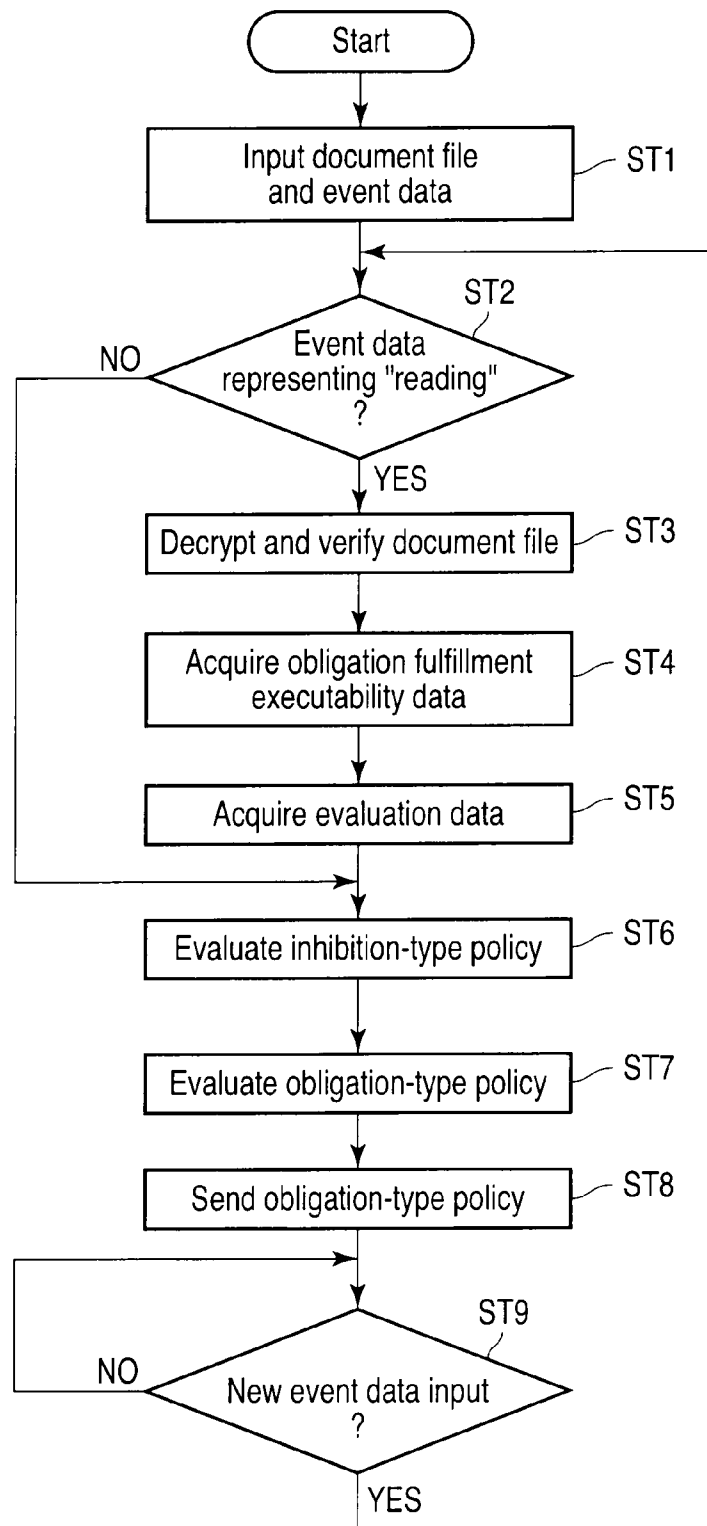 Start
Input document file
and event data
ST1
ST2
Event data
representing "reading"
?
NO
YES
Decrypt and verify document file
ST3
Acquire obligation fulfillment
executability data
ST4
Acquire evaluation data
ST5
Evaluate inhibition-type policy
ST6
Evaluate obligation-type policy
ST7
Send obligation-type policy
ST8
ST9
New event data input
?
NO
YES